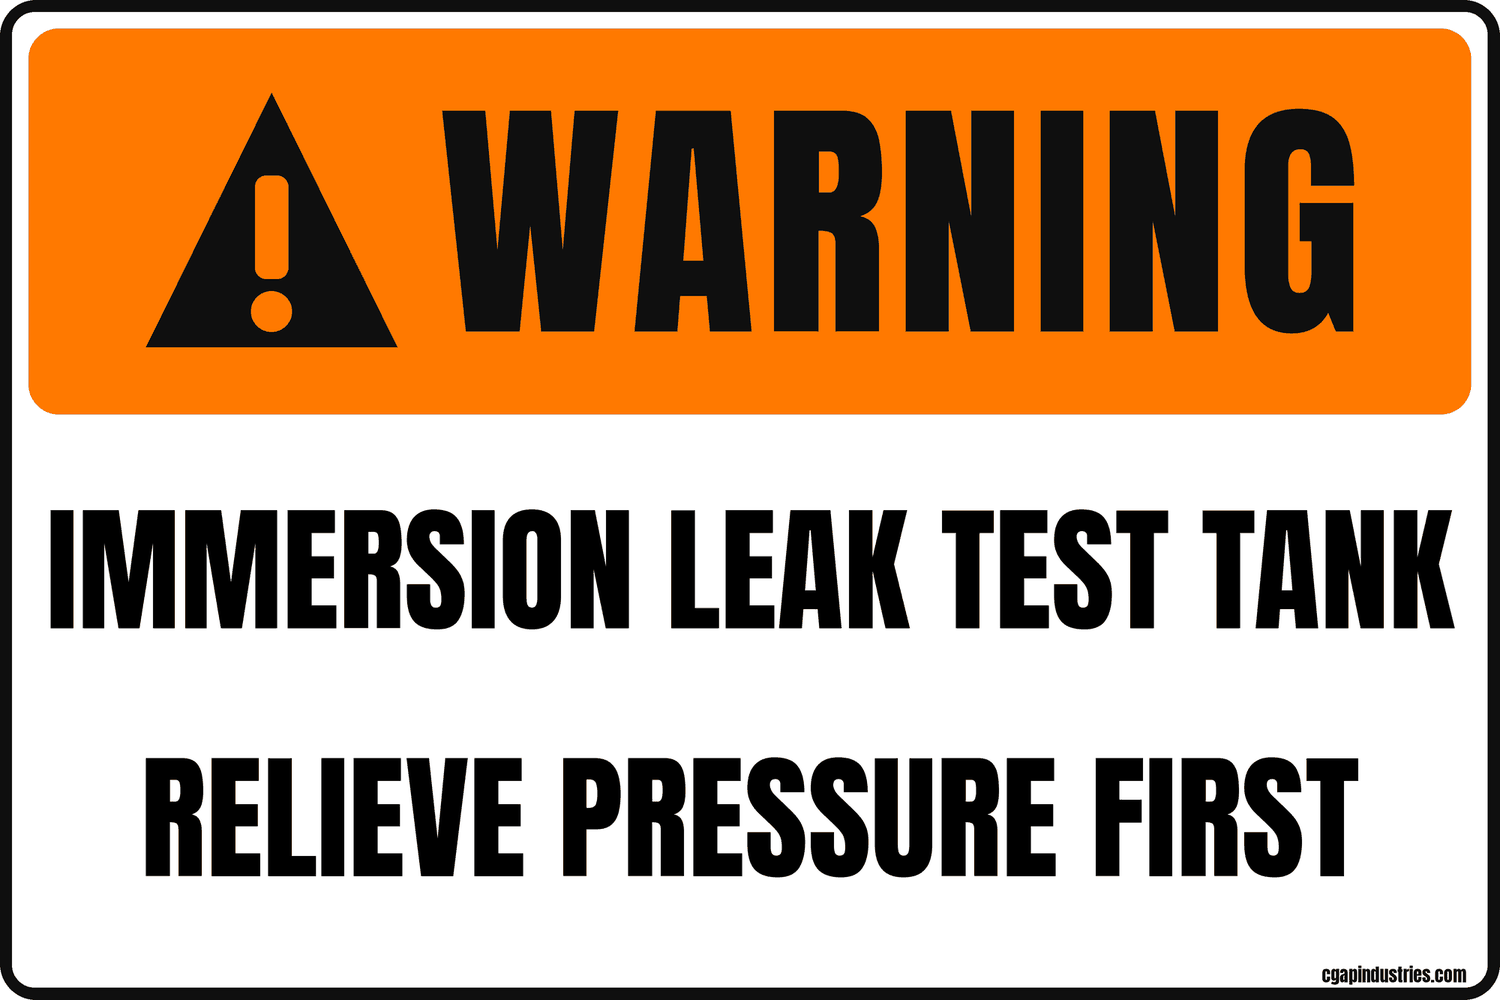 WARNING
IMMERSION LEAK TEST TANK
RELIEVE PRESSURE FIRST
cgapindustries.com